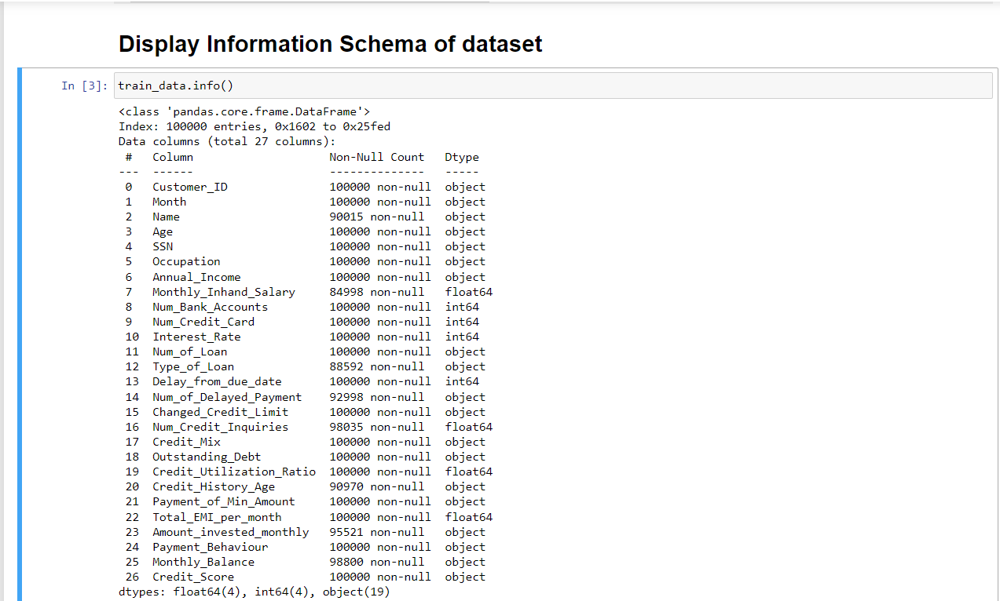 Display Information Schema of dataset
In [3]: train_data.info()
<class 'pandas.core.frame.DataFrame'>
Index: 100000 entries, 0x1602 to 0x25fed
Data columns (total 27 columns):
 #   Column                    Non-Null Count   Dtype
---  ------                    --------------   -----
 0   Customer_ID               100000 non-null  object
 1   Month                     100000 non-null  object
 2   Name                      90015 non-null   object
 3   Age                       100000 non-null  object
 4   SSN                       100000 non-null  object
 5   Occupation                100000 non-null  object
 6   Annual_Income             100000 non-null  object
 7   Monthly_Inhand_Salary     84998 non-null   float64
 8   Num_Bank_Accounts         100000 non-null  int64
 9   Num_Credit_Card           100000 non-null  int64
 10  Interest_Rate             100000 non-null  int64
 11  Num_of_Loan               100000 non-null  object
 12  Type_of_Loan              88592 non-null   object
 13  Delay_from_due_date       100000 non-null  int64
 14  Num_of_Delayed_Payment    92998 non-null   object
 15  Changed_Credit_Limit      100000 non-null  object
 16  Num_Credit_Inquiries      98035 non-null   float64
 17  Credit_Mix                100000 non-null  object
 18  Outstanding_Debt          100000 non-null  object
 19  Credit_Utilization_Ratio  100000 non-null  float64
 20  Credit_History_Age        90970 non-null   object
 21  Payment_of_Min_Amount     100000 non-null  object
 22  Total_EMI_per_month       100000 non-null  float64
 23  Amount_invested_monthly   95521 non-null   object
 24  Payment_Behaviour         100000 non-null  object
 25  Monthly_Balance           98800 non-null   object
 26  Credit_Score              100000 non-null  object
dtypes: float64(4), int64(4), object(19)